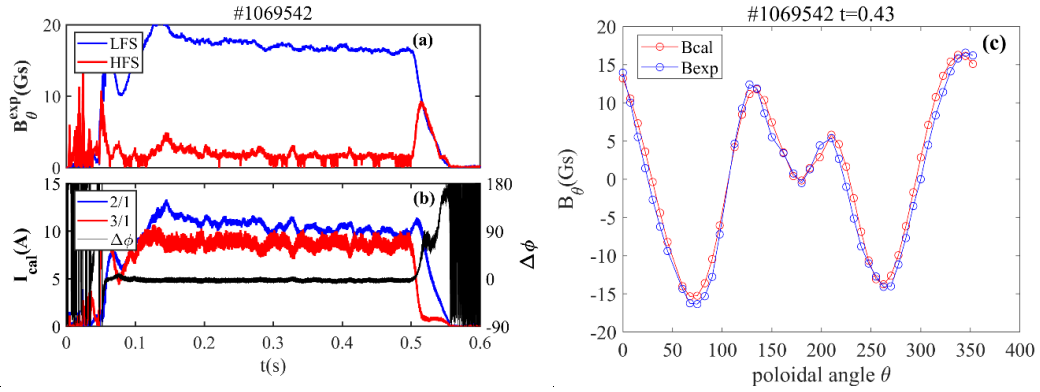 #1069542
20
10
0
B_θ^exp(Gs)
LFS
HFS
(a)
15
10
5
0
I_cal(A)
2/1
3/1
Δϕ
(b)
180
90
0
-90
Δϕ
0 0.1 0.2 0.3 0.4 0.5 0.6
t(s)
#1069542 t=0.43
20
15
10
5
0
-5
-10
-15
-20
B_θ(Gs)
Bcal
Bexp
(c)
0 50 100 150 200 250 300 350 400
poloidal angle θ